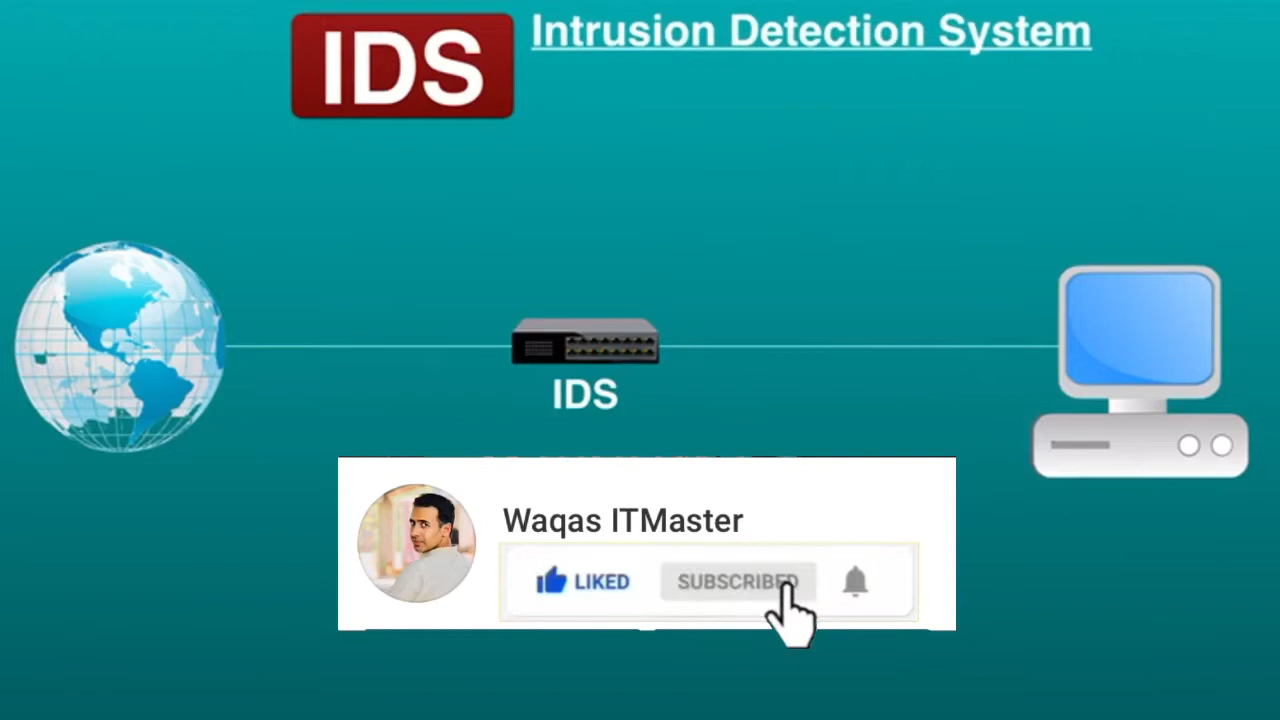 IDS
Intrusion Detection System
IDS
Waqas ITMaster
LIKED
SUBSCRIBED